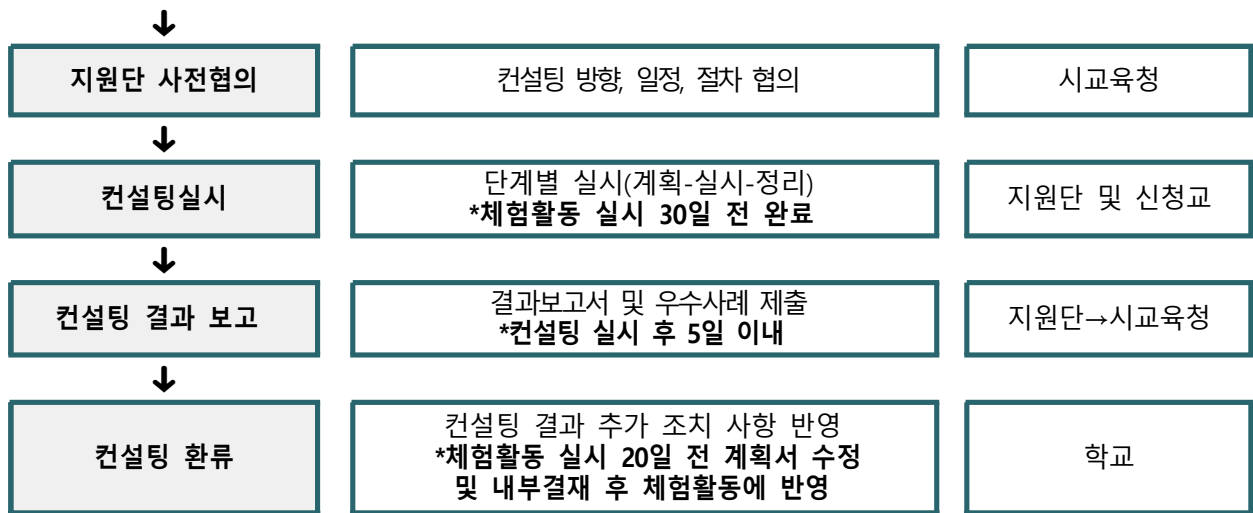 ↓
지원단 사전협의
컨설팅 방향, 일정, 절차 협의
시교육청
↓
컨설팅실시
단계별 실시(계획-실시-정리)
*체험활동 실시 30일 전 완료
지원단 및 신청교
↓
컨설팅 결과 보고
결과보고서 및 우수사례 제출
*컨설팅 실시 후 5일 이내
지원단→시교육청
↓
컨설팅 환류
컨설팅 결과 추가 조치 사항 반영
*체험활동 실시 20일 전 계획서 수정
및 내부결재 후 체험활동에 반영
학교